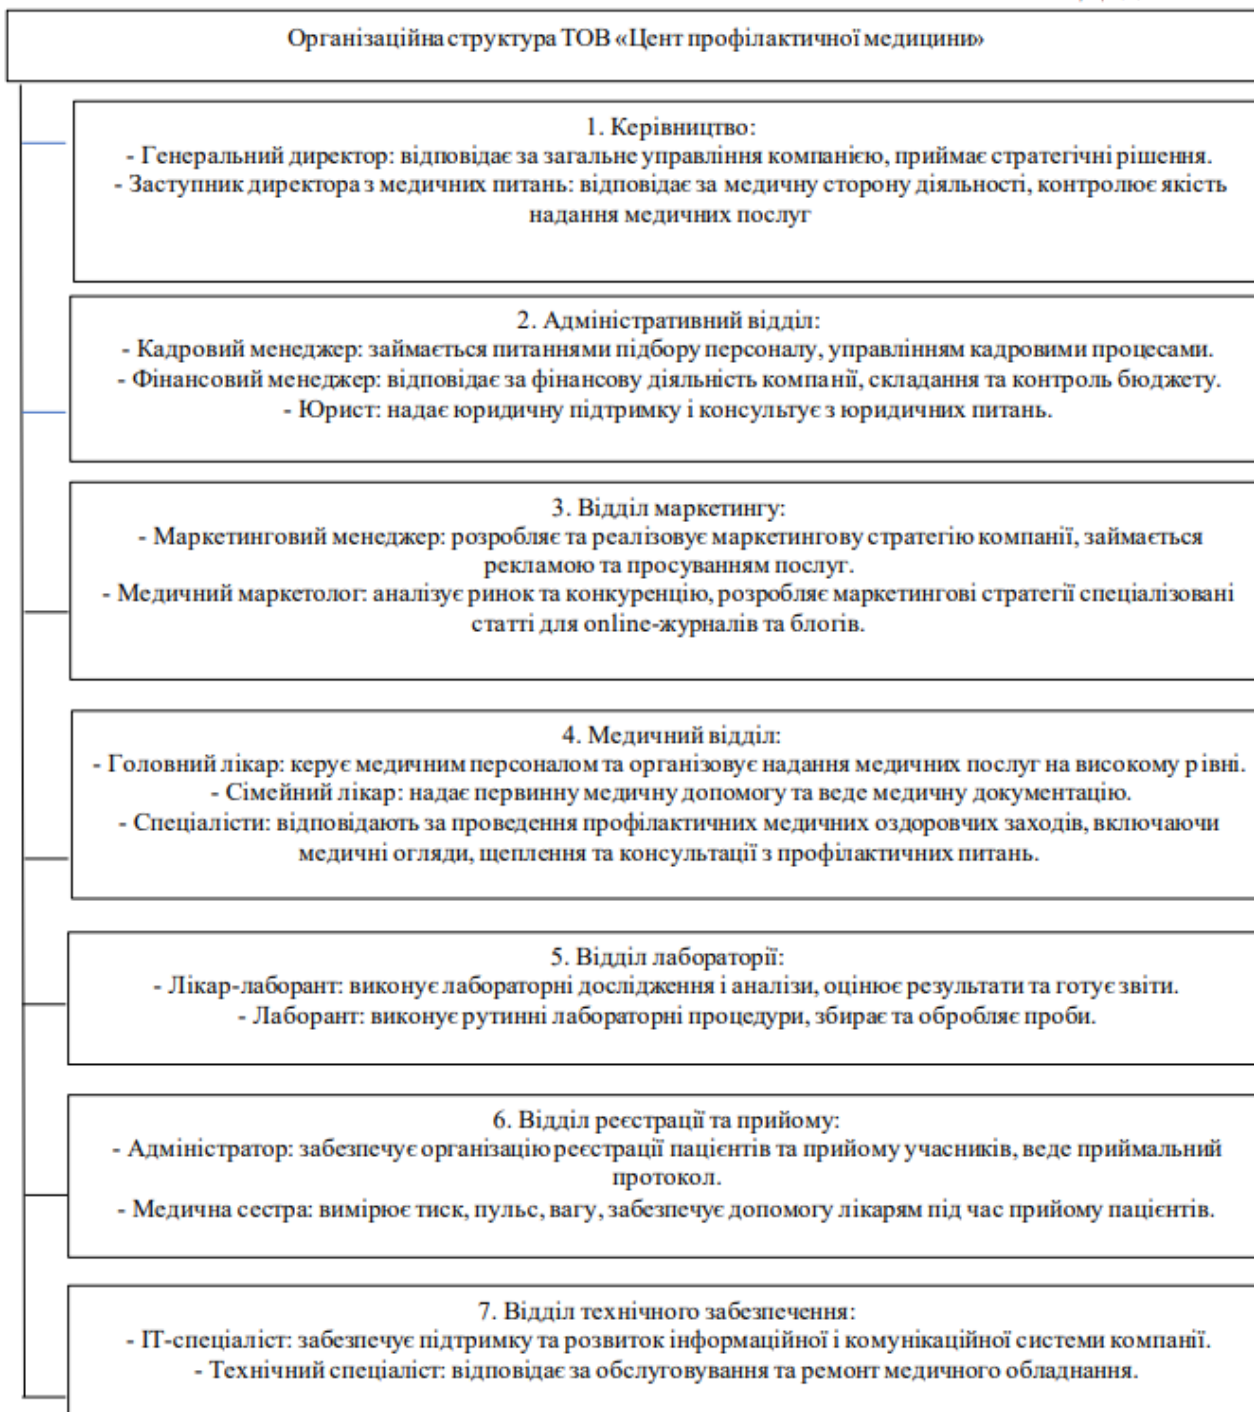 Організаційна структура ТОВ «Цент профілактичної медицини»
1. Керівництво:
- Генеральний директор: відповідає за загальне управління компанією, приймає стратегічні рішення.
- Заступник директора з медичних питань: відповідає за медичну сторону діяльності, контролює якість
надання медичних послуг
2. Адміністративний відділ:
- Кадровий менеджер: займається питаннями підбору персоналу, управлінням кадровими процесами.
- Фінансовий менеджер: відповідає за фінансову діяльність компанії, складання та контроль бюджету.
- Юрист: надає юридичну підтримку і консультує з юридичних питань.
3. Відділ маркетингу:
- Маркетинговий менеджер: розробляє та реалізовує маркетингову стратегію компанії, займається
рекламою та просуванням послуг.
- Медичний маркетолог: аналізує ринок та конкуренцію, розробляє маркетингові стратегії спеціалізовані
статті для online-журналів та блогів.
4. Медичний відділ:
- Головний лікар: керує медичним персоналом та організовує надання медичних послуг на високому рівні.
- Сімейний лікар: надає первинну медичну допомогу та веде медичну документацію.
- Спеціалісти: відповідають за проведення профілактичних медичних оздоровчих заходів, включаючи
медичні огляди, щеплення та консультації з профілактичних питань.
5. Відділ лабораторії:
- Лікар-лаборант: виконує лабораторні дослідження і аналізи, оцінює результати та готує звіти.
- Лаборант: виконує рутинні лабораторні процедури, збирає та обробляє проби.
6. Відділ реєстрації та прийому:
- Адміністратор: забезпечує організацію реєстрації пацієнтів та прийому учасників, веде приймальний
протокол.
- Медична сестра: вимірює тиск, пульс, вагу, забезпечує допомогу лікарям під час прийому пацієнтів.
7. Відділ технічного забезпечення:
- ІТ-спеціаліст: забезпечує підтримку та розвиток інформаційної і комунікаційної системи компанії.
- Технічний спеціаліст: відповідає за обслуговування та ремонт медичного обладнання.